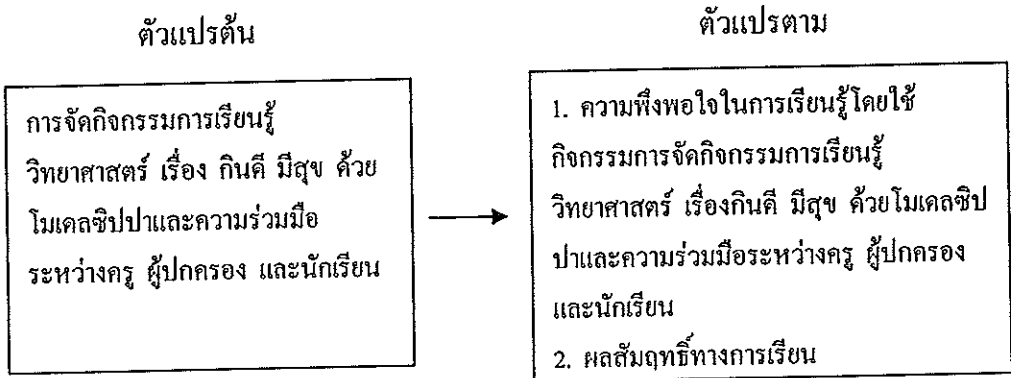 ตัวแปรต้น
การจัดกิจกรรมการเรียนรู้
วิทยาศาสตร์ เรื่อง กินดี มีสุข ด้วย
โมเดลซิปปาและความร่วมมือ
ระหว่างครู ผู้ปกครอง และนักเรียน
ตัวแปรตาม
1. ความพึงพอใจในการเรียนรู้โดยใช้
กิจกรรมการจัดกิจกรรมการเรียนรู้
วิทยาศาสตร์ เรื่องกินดี มีสุข ด้วยโมเดลซิป
ปาและความร่วมมือระหว่างครู ผู้ปกครอง
และนักเรียน
2. ผลสัมฤทธิ์ทางการเรียน